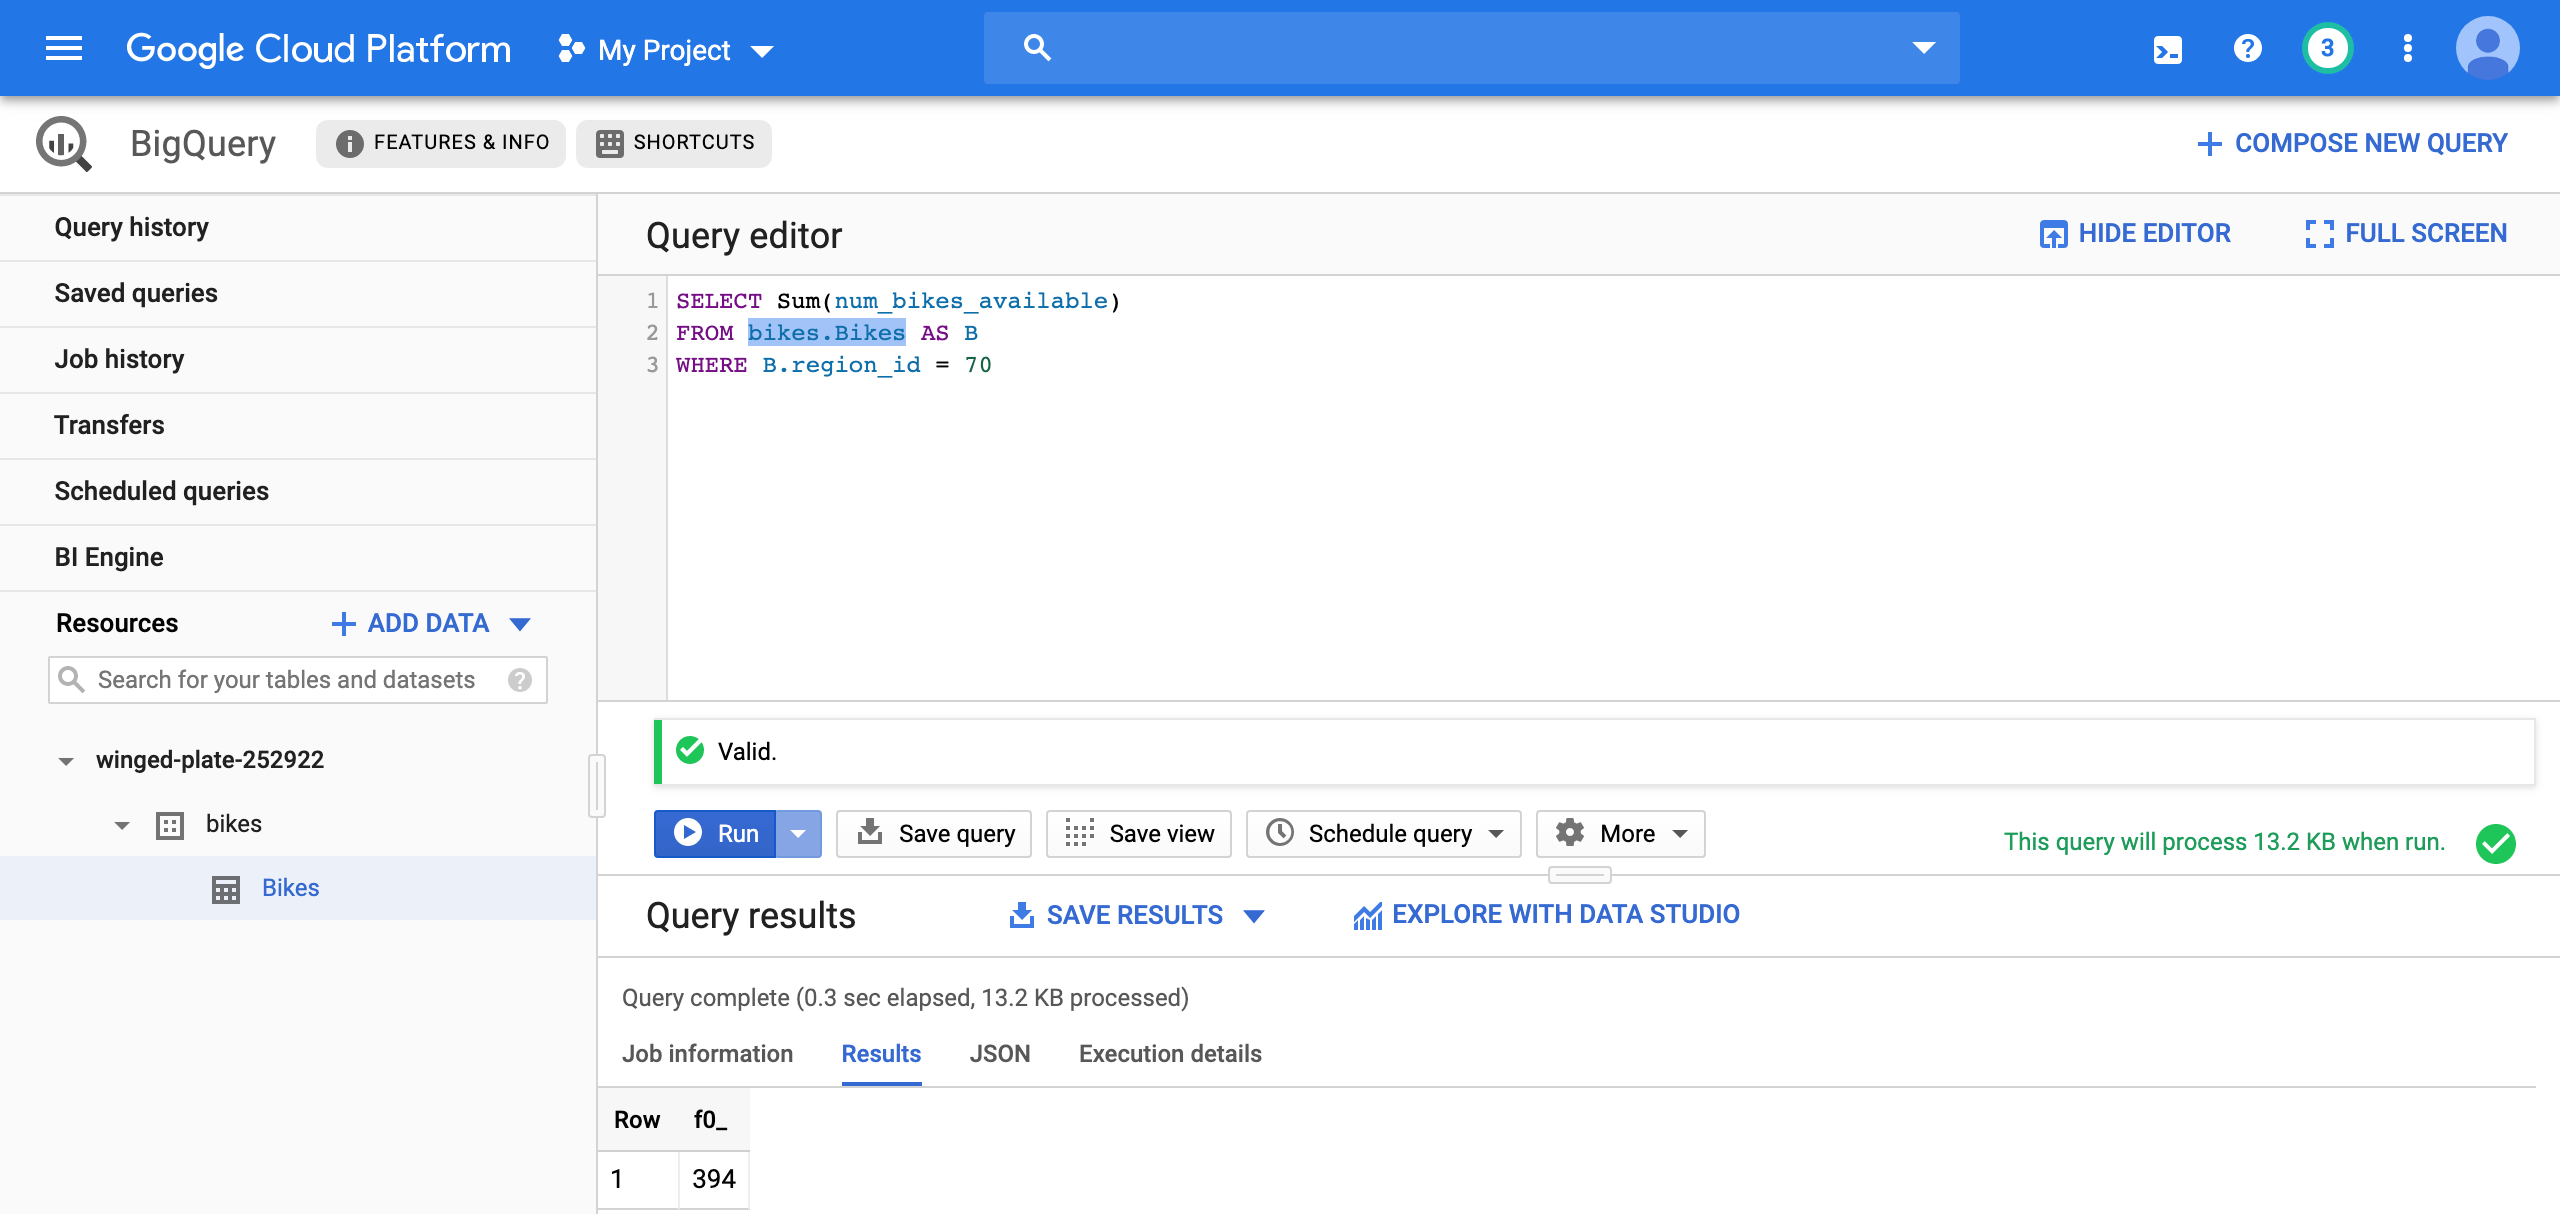 Google Cloud Platform
My Project
3
BigQuery
FEATURES & INFO
SHORTCUTS
COMPOSE NEW QUERY
Query history
Saved queries
Job history
Transfers
Scheduled queries
BI Engine
Resources
ADD DATA
Search for your tables and datasets
winged-plate-252922
bikes
Bikes
Query editor
HIDE EDITOR
FULL SCREEN
1 SELECT Sum(num_bikes_available)
2 FROM bikes.Bikes AS B
3 WHERE B.region_id = 70
Valid.
Run
Save query
Save view
Schedule query
More
This query will process 13.2 KB when run.
Query results
SAVE RESULTS
EXPLORE WITH DATA STUDIO
Query complete (0.3 sec elapsed, 13.2 KB processed)
Job information Results JSON Execution details
Row f0_
1 394